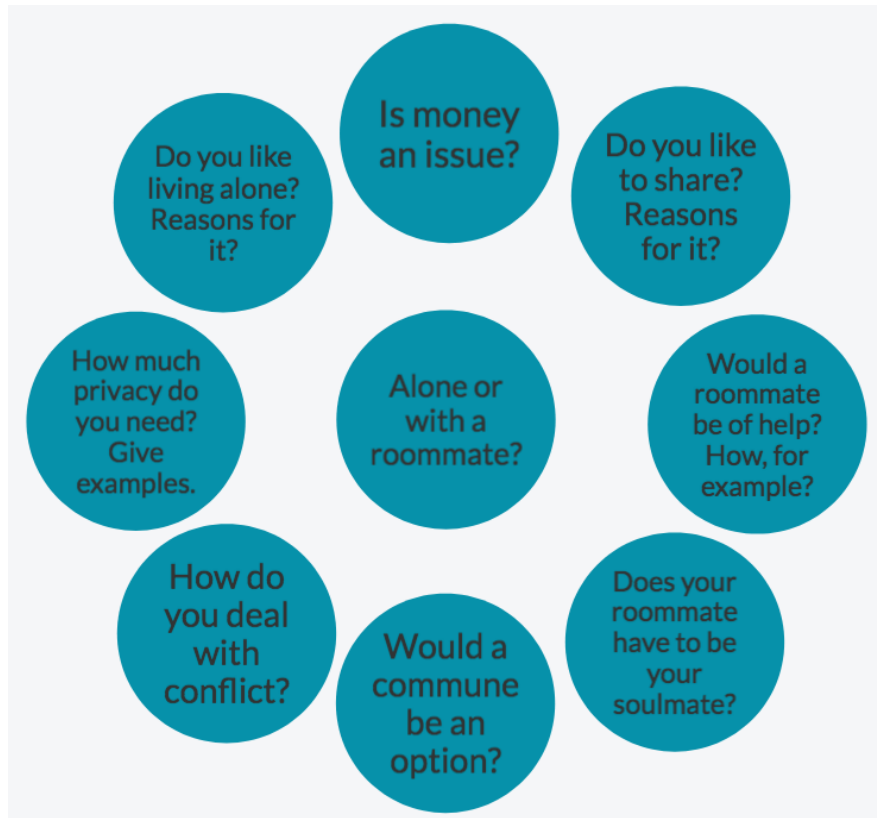 Is money
an issue?
Do you like
to share?
Reasons
for it?
Would a
roommate
be of help?
How, for
example?
Does your
roommate
have to be
your
soulmate?
Would a
commune
be an
option?
How do
you deal
with
conflict?
How much
privacy do
you need?
Give
examples.
Do you like
living alone?
Reasons for
it?
Alone or
with a
roommate?